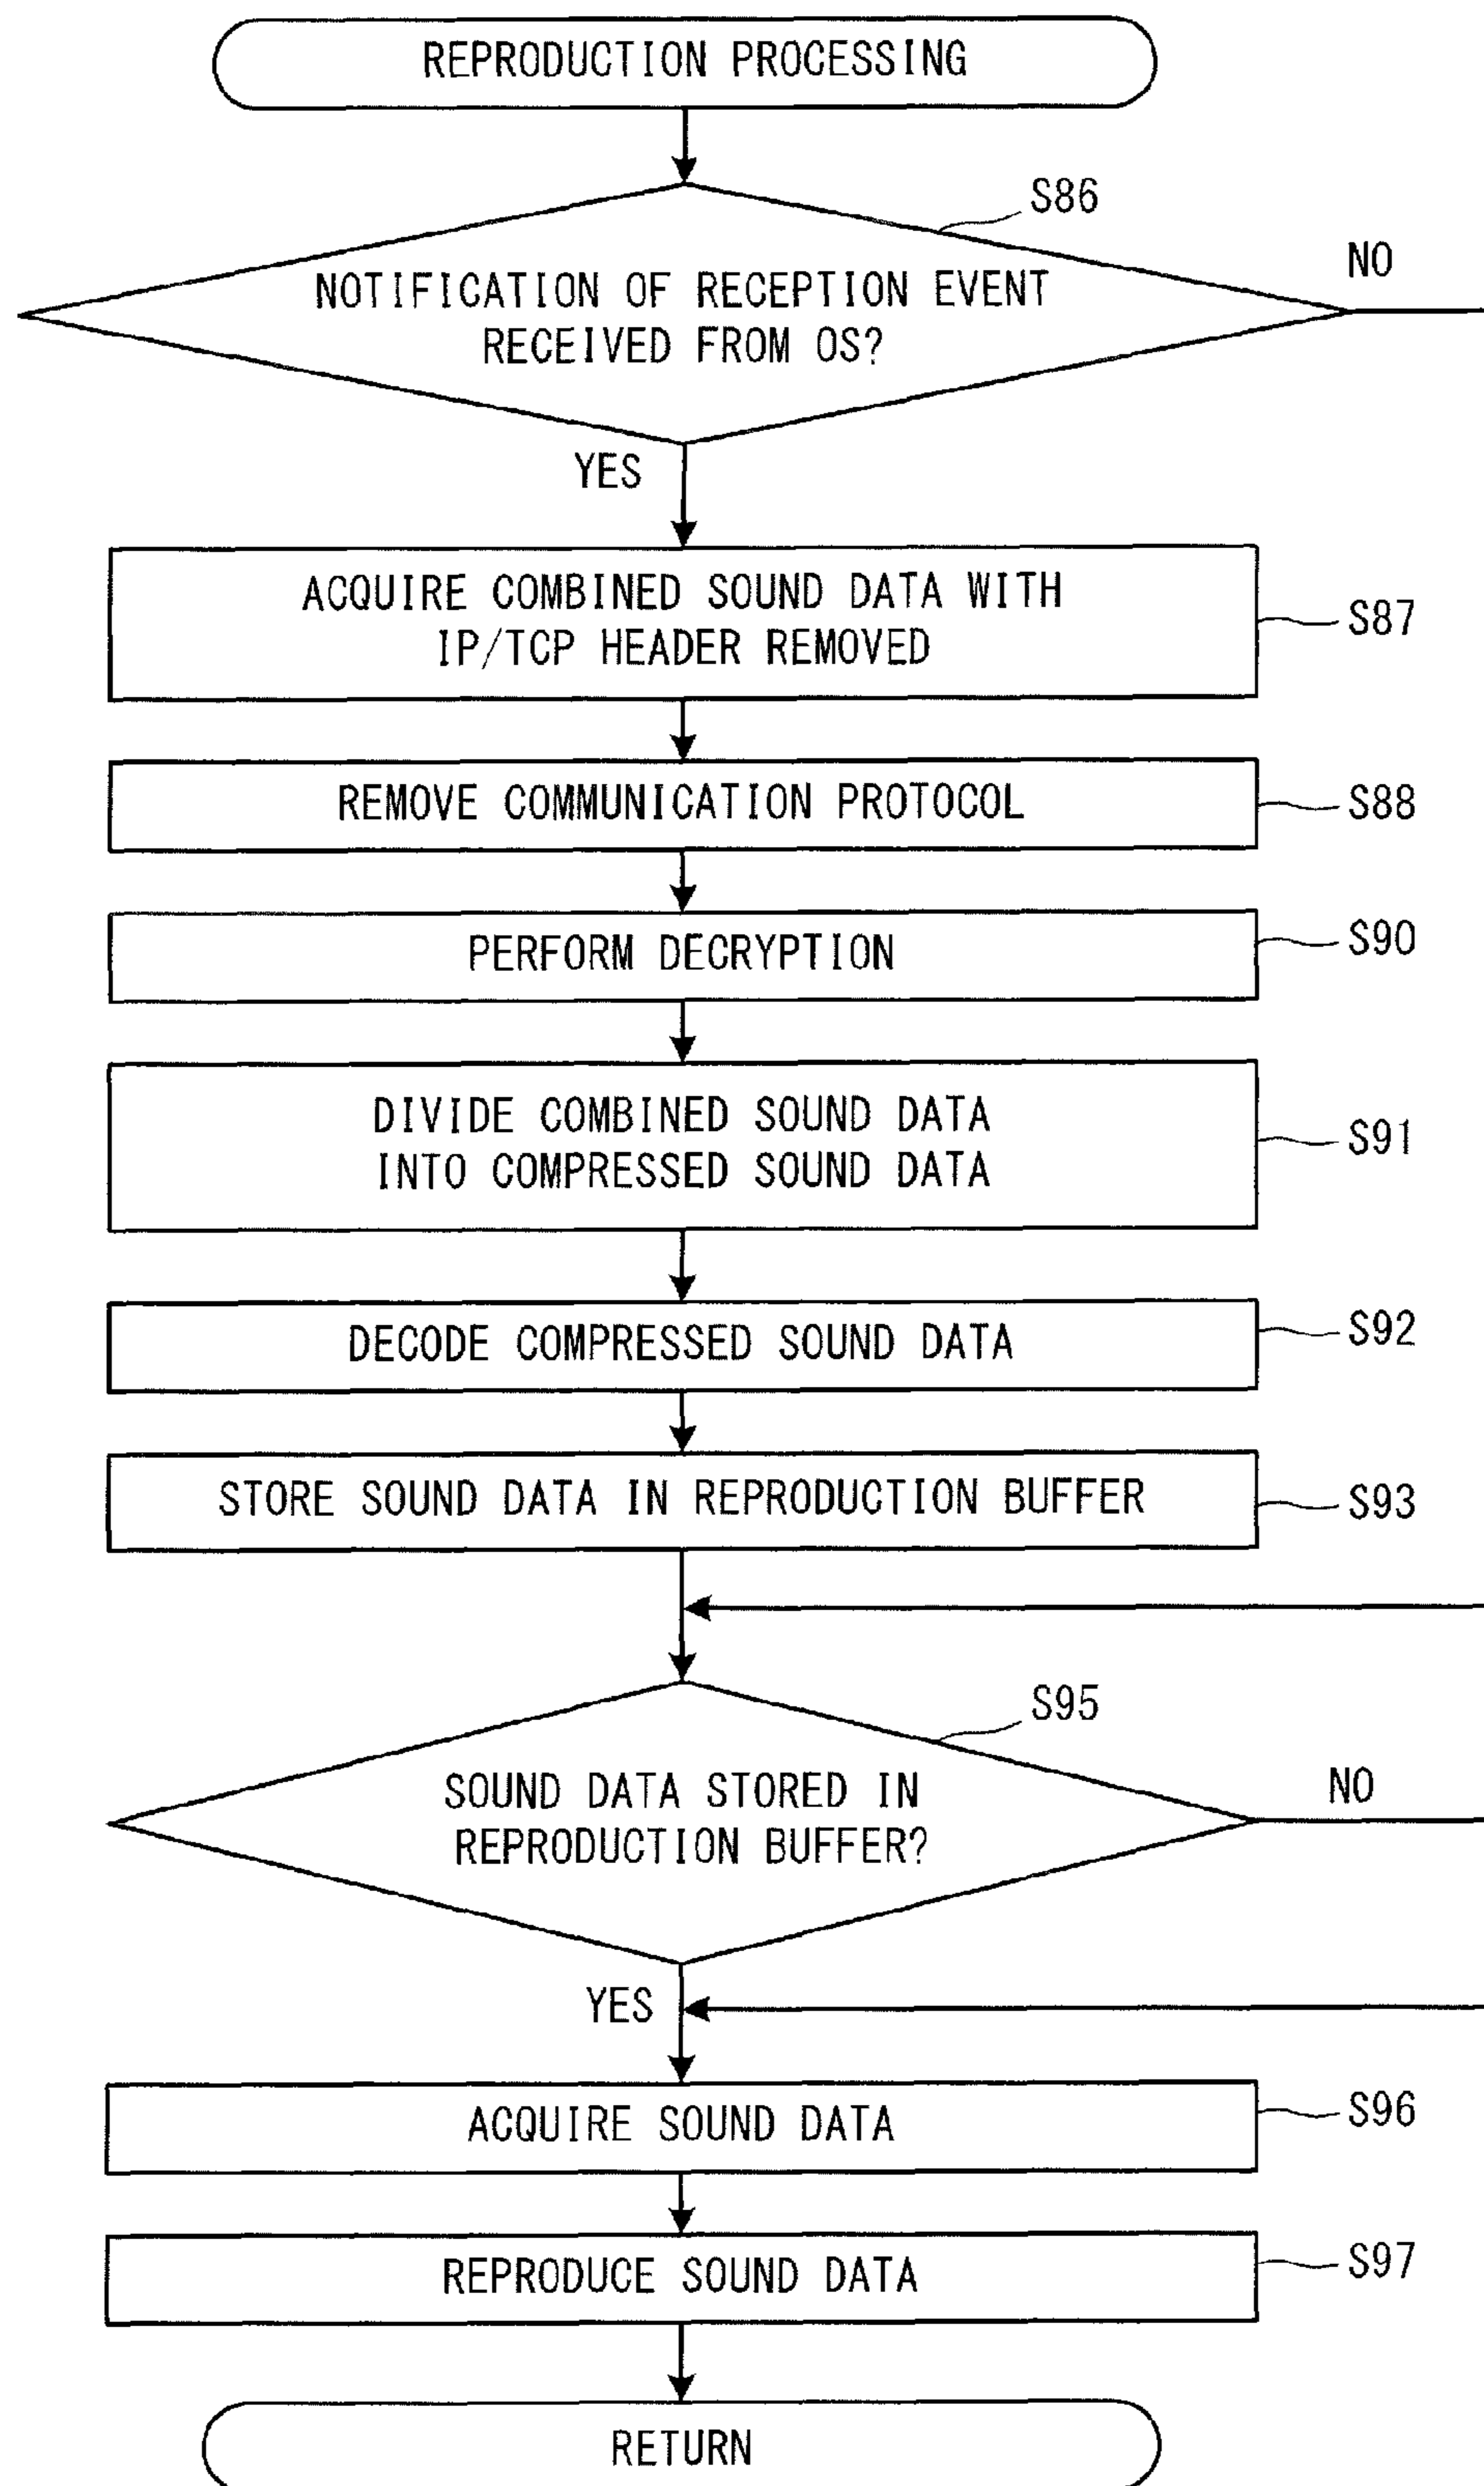 REPRODUCTION PROCESSING
S86
NOTIFICATION OF RECEPTION EVENT
RECEIVED FROM OS?
NO
YES
ACQUIRE COMBINED SOUND DATA WITH
IP/TCP HEADER REMOVED
S87
REMOVE COMMUNICATION PROTOCOL
S88
PERFORM DECRYPTION
S90
DIVIDE COMBINED SOUND DATA
INTO COMPRESSED SOUND DATA
S91
DECODE COMPRESSED SOUND DATA
S92
STORE SOUND DATA IN REPRODUCTION BUFFER
S93
S95
SOUND DATA STORED IN
REPRODUCTION BUFFER?
NO
YES
ACQUIRE SOUND DATA
S96
REPRODUCE SOUND DATA
S97
RETURN